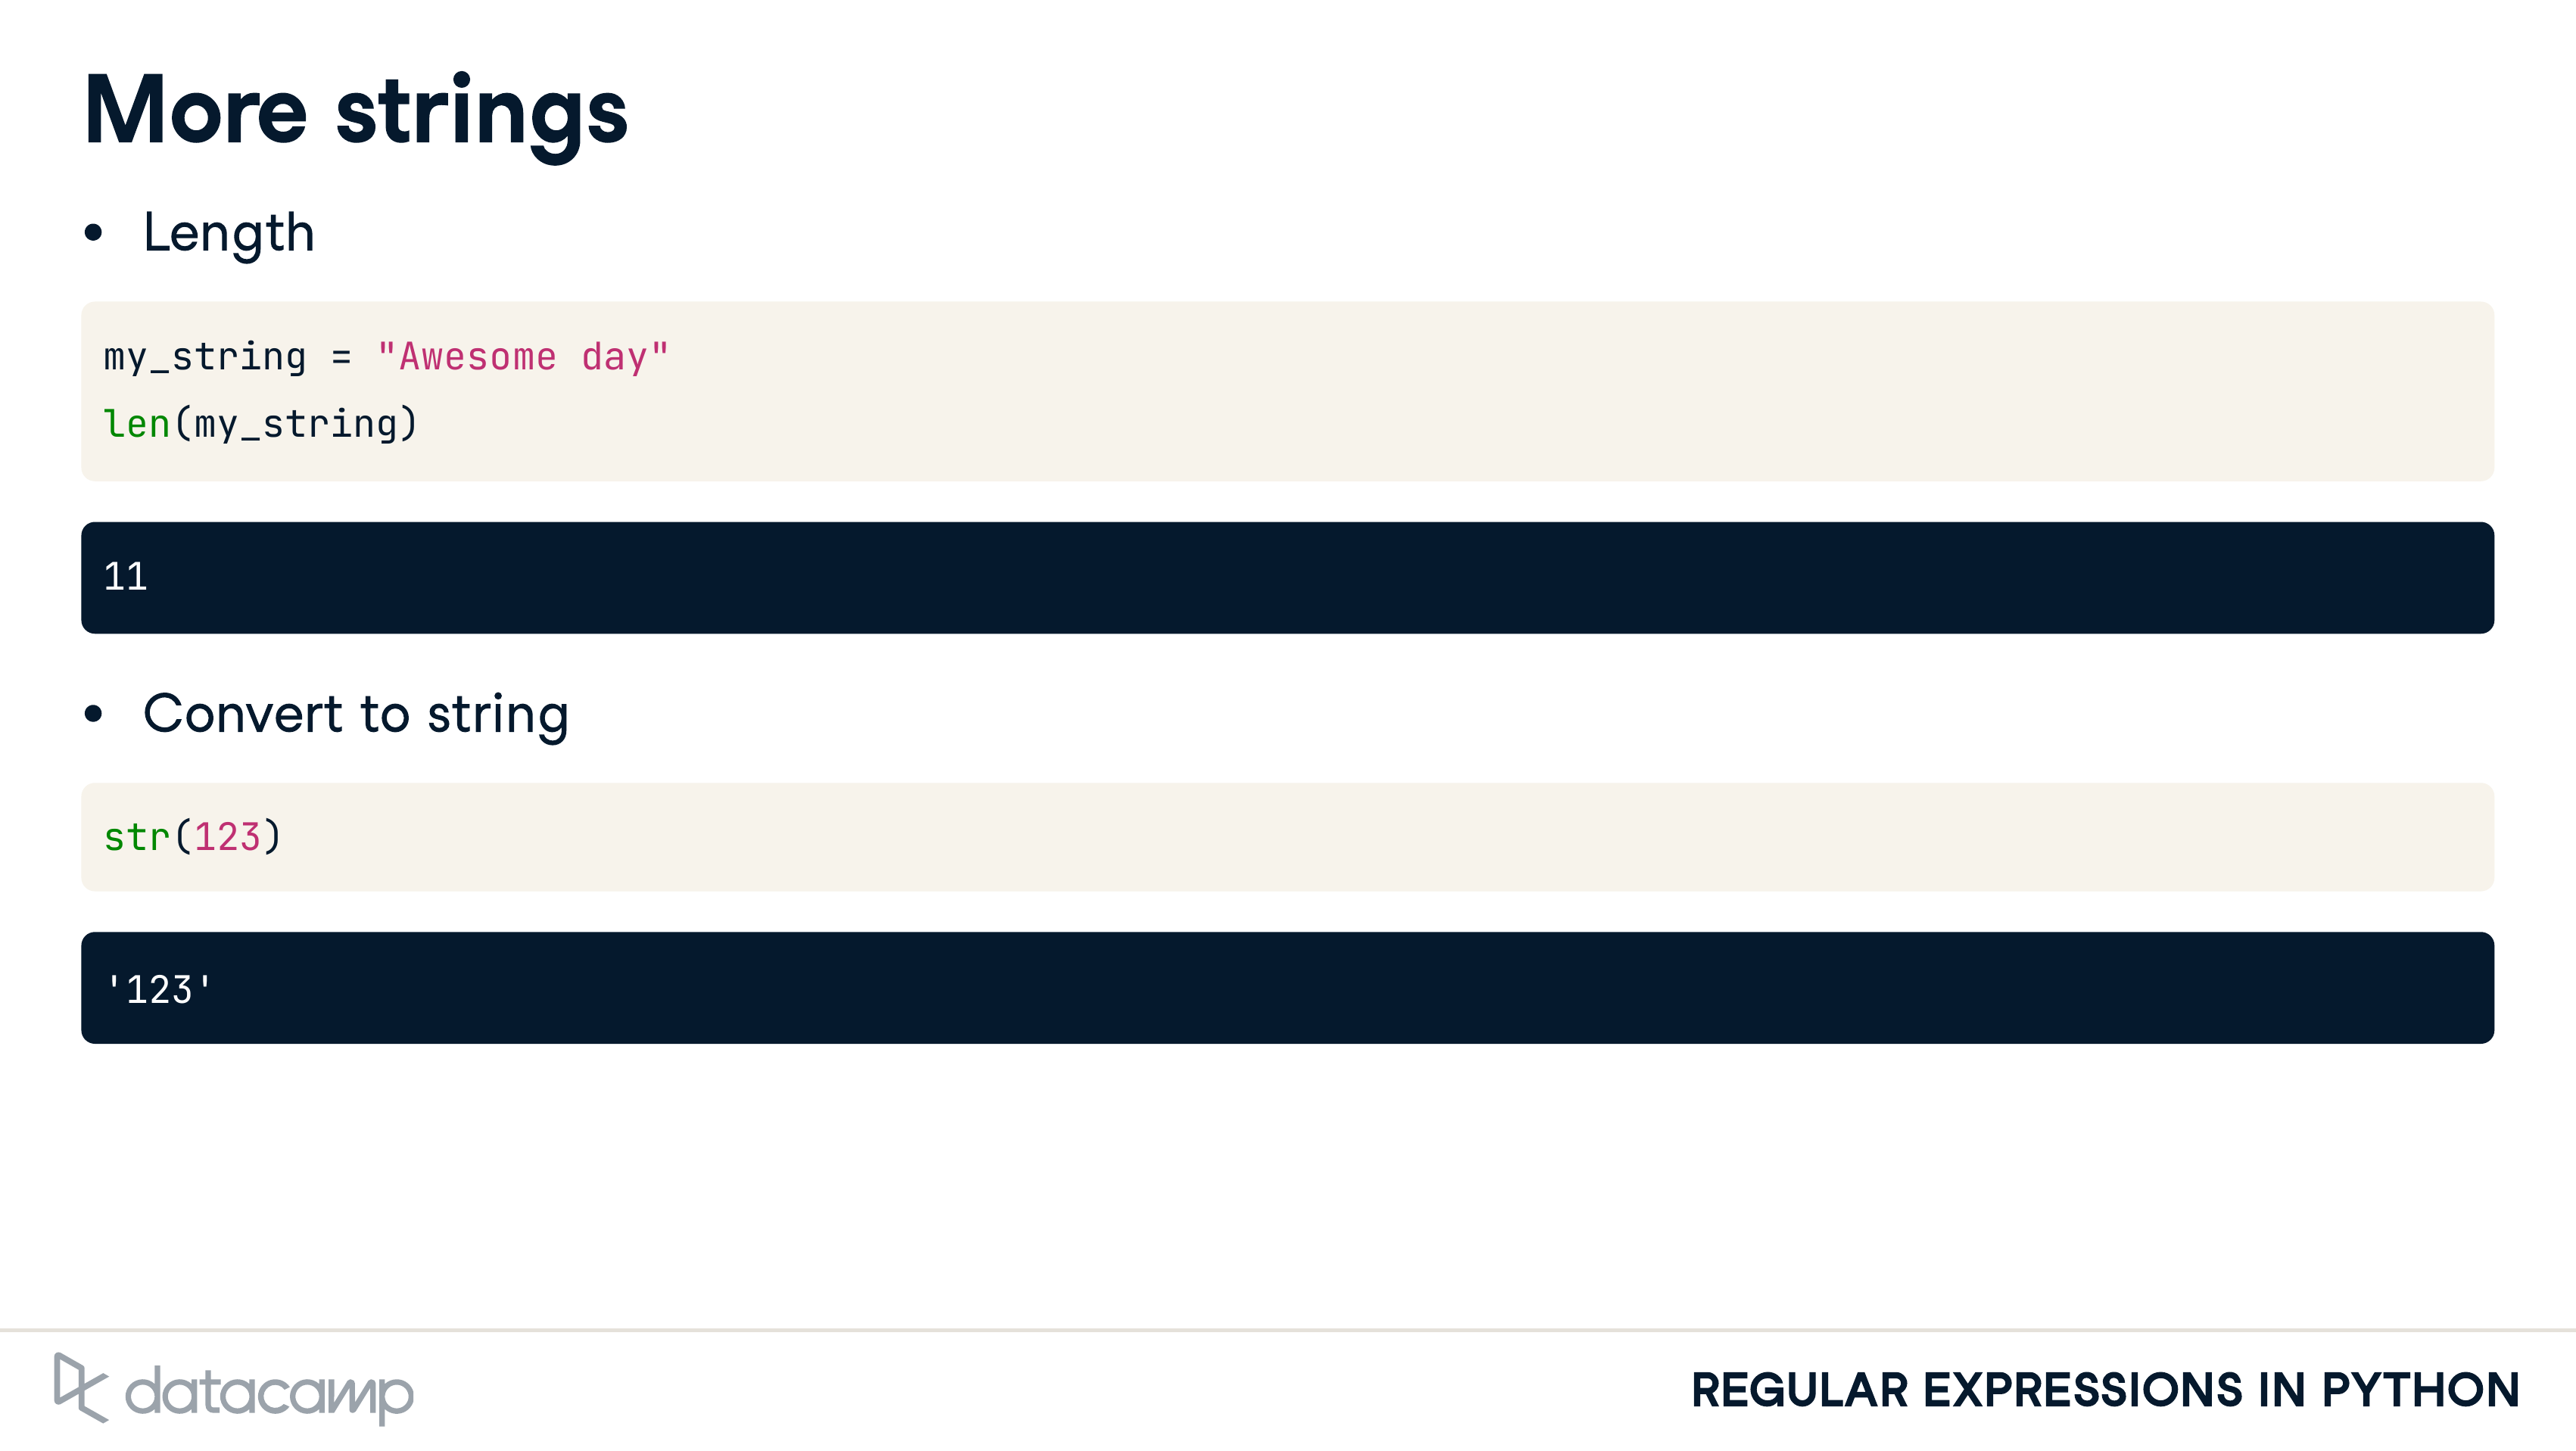 More strings
• Length
my_string = "Awesome day"
len(my_string)
11
• Convert to string
str(123)
'123'
datacamp
REGULAR EXPRESSIONS IN PYTHON